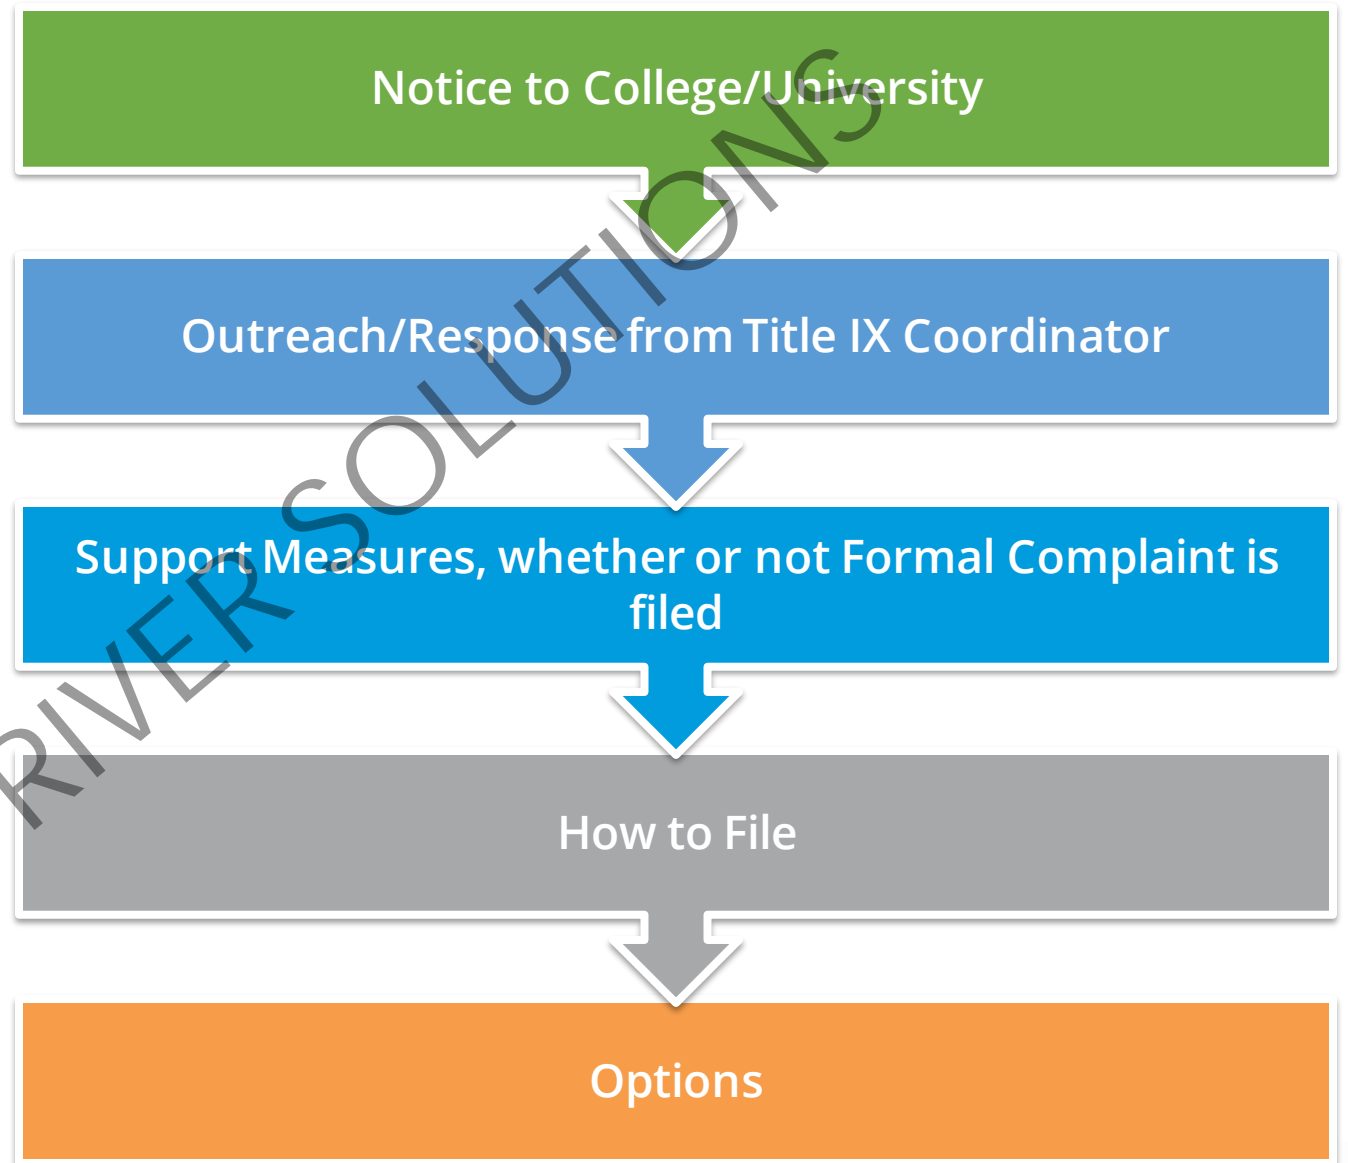 Notice to College/University
Outreach/Response from Title IX Coordinator
Support Measures, whether or not Formal Complaint is
filed
How to File
Options
RIVER SOLUTIONS